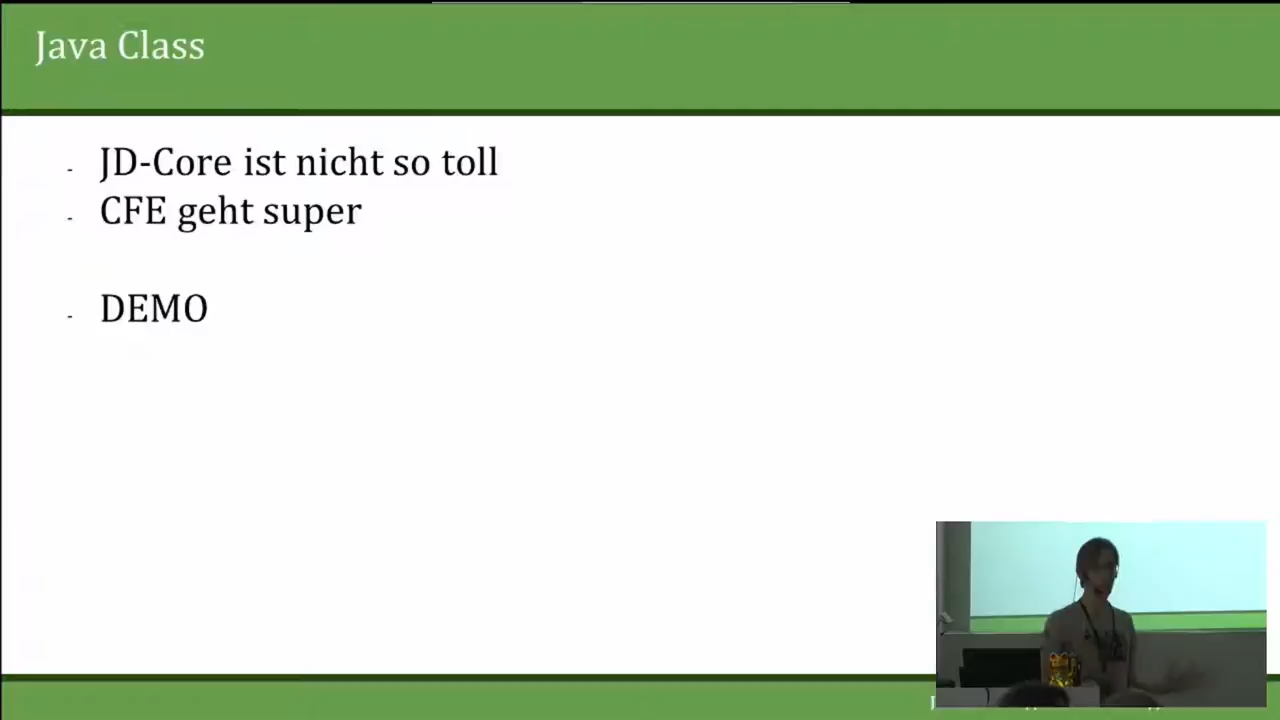 Java Class
- JD-Core ist nicht so toll
- CFE geht super
- DEMO